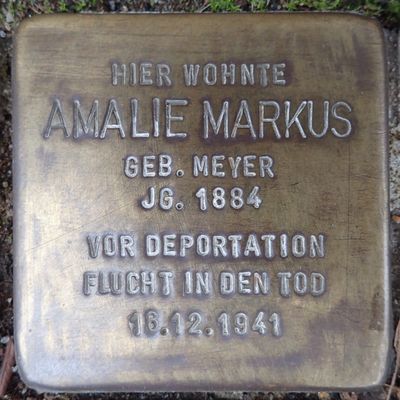 HIER WOHNTE
AMALIE MARKUS
GEB. MEYER
JG. 1884
VOR DEPORTATION
FLUCHT IN DEN TOD
16.12.1941